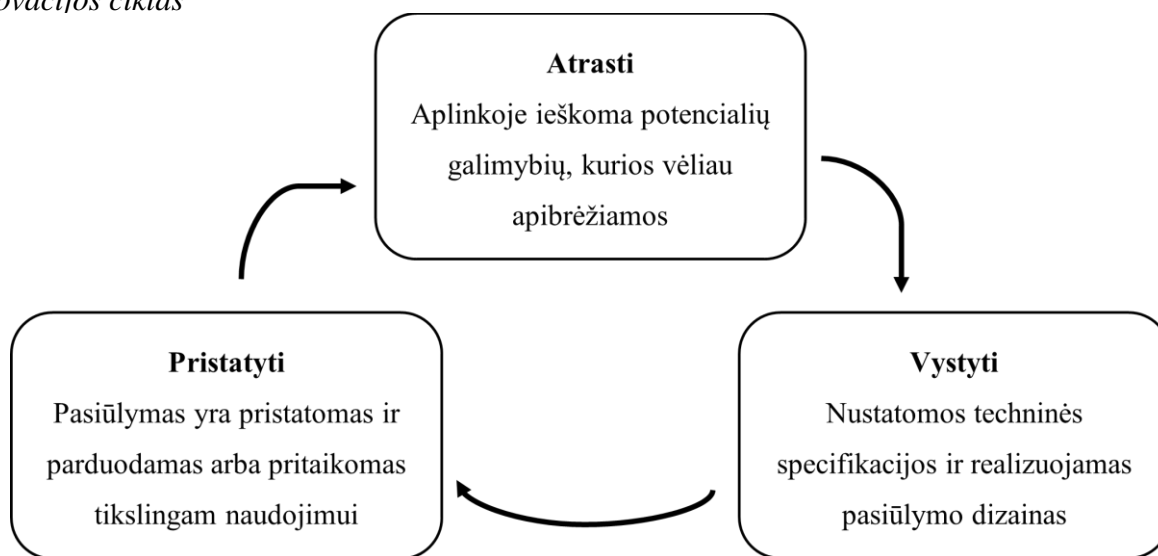 ciklas
Atrasti
Aplinkoje ieškoma potencialių
galimybių, kurios vėliau
apibrėžiamos
Pristatyti
Pasiūlymas yra pristatomas ir
parduodamas arba pritaikomas
tikslingam naudojimui
Vystyti
Nustatomos techninės
specifikacijos ir realizuojamas
pasiūlymo dizainas